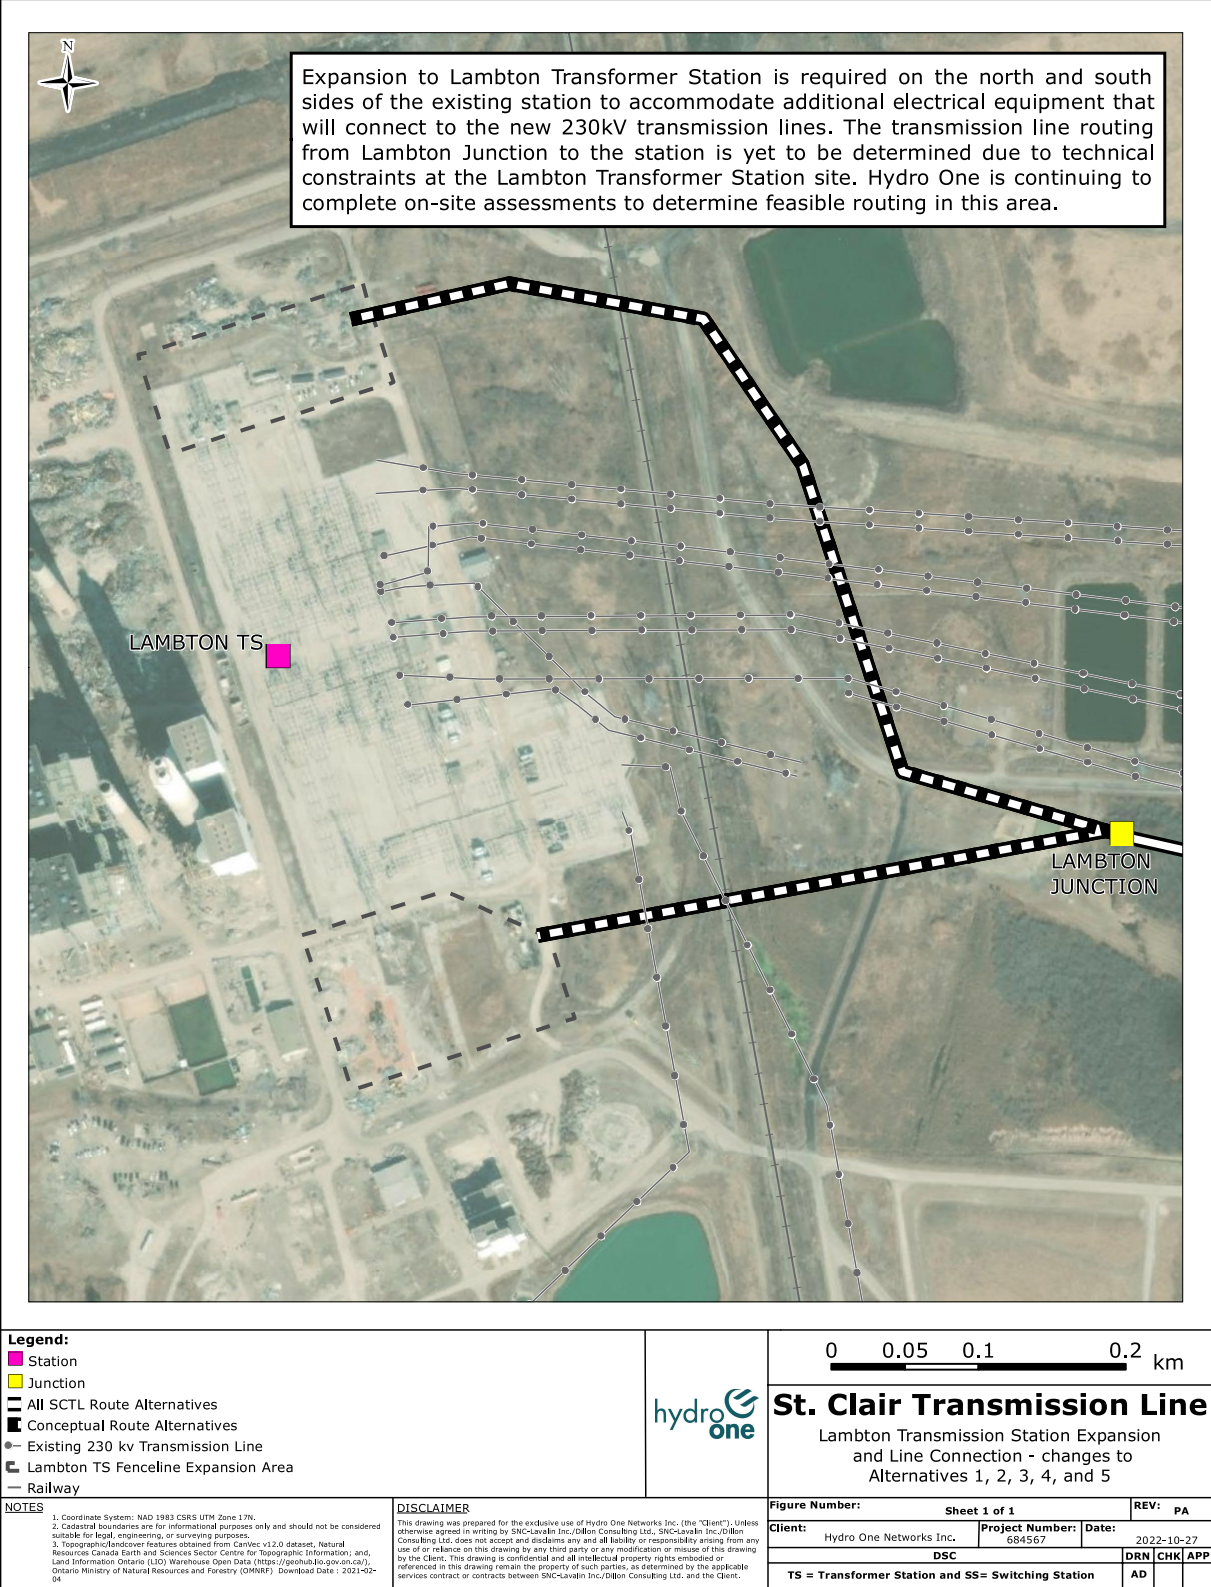 N
Expansion to Lambton Transformer Station is required on the north and south
sides of the existing station to accommodate additional electrical equipment that
will connect to the new 230kV transmission lines. The transmission line routing
from Lambton Junction to the station is yet to be determined due to technical
constraints at the Lambton Transformer Station site. Hydro One is continuing to
complete on-site assessments to determine feasible routing in this area.
LAMBTON TS
LAMBTON
JUNCTION
Legend:
Station
Junction
All SCTL Route Alternatives
Conceptual Route Alternatives
Existing 230 kv Transmission Line
Lambton TS Fenceline Expansion Area
Railway
hydro
one
0 0.05 0.1 0.2 km
St. Clair Transmission Line
Lambton Transmission Station Expansion
and Line Connection - changes to
Alternatives 1, 2, 3, 4, and 5
NOTES
1. Coordinate System: NAD 1983 CSRS UTM Zone 17N.
2. Cadastral boundaries are for informational purposes only and should not be considered
suitable for legal, engineering, or surveying purposes.
3. Topographic/landcover features obtained from CanVec v12.0 dataset, Natural
Resources Canada Earth and Sciences Sector Centre for Topographic Information; and,
Land Information Ontario (LIO) Warehouse Open Data (https://geohub.lio.gov.on.ca/),
Ontario Ministry of Natural Resources and Forestry (OMNRF) Download Date : 2021-02-
04
DISCLAIMER
This drawing was prepared for the exclusive use of Hydro One Networks Inc. (the "Client"). Unless
otherwise agreed in writing by SNC-Lavalin Inc./Dillon Consulting Ltd., SNC-Lavalin Inc./Dillon
Consulting Ltd. does not accept and disclaims any and all liability or responsibility arising from any
use of or reliance on this drawing by any third party or any modification or misuse of this drawing
by the Client. This drawing is confidential and all intellectual property rights embodied or
referenced in this drawing remain the property of such parties, as determined by the applicable
services contract or contracts between SNC-Lavalin Inc./Dillon Consulting Ltd. and the Client.
Figure Number:
Sheet 1 of 1
REV: PA
Client:
Hydro One Networks Inc.
Project Number:
684567
Date:
2022-10-27
DSC
DRN CHK APP
TS = Transformer Station and SS= Switching Station
AD